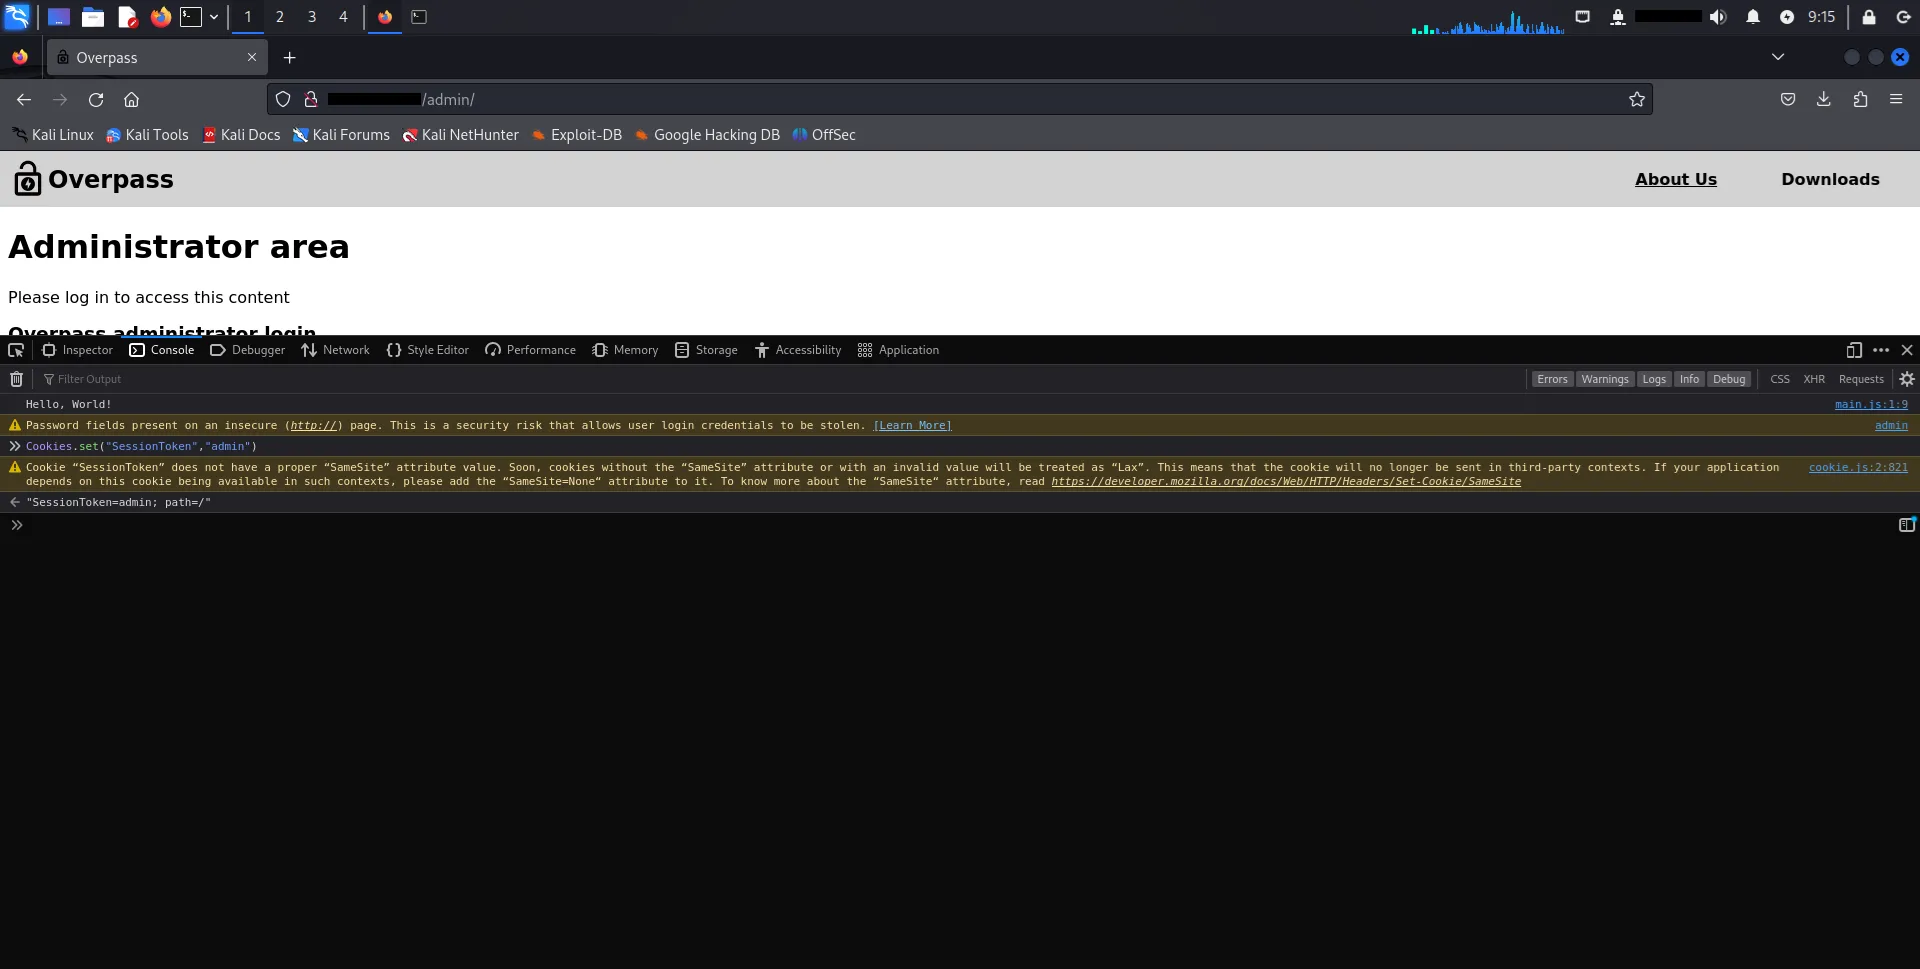 1 2 3 4 9:15
Overpass
/admin/
Kali Linux Kali Tools Kali Docs Kali Forums Kali NetHunter Exploit-DB Google Hacking DB OffSec
Overpass About Us Downloads
Administrator area
Please log in to access this content
Overpass administrator login
Inspector Console Debugger Network Style Editor Performance Memory Storage Accessibility Application
Filter Output Errors Warnings Logs Info Debug CSS XHR Requests
Hello, World! main.js:1:9
Password fields present on an insecure (http://) page. This is a security risk that allows user login credentials to be stolen. [Learn More] admin
Cookies.set("SessionToken","admin")
Cookie “SessionToken” does not have a proper “SameSite” attribute value. Soon, cookies without the “SameSite” attribute or with an invalid value will be treated as “Lax”. This means that the cookie will no longer be sent in third-party contexts. If your application cookie.js:2:821
depends on this cookie being available in such contexts, please add the “SameSite=None“ attribute to it. To know more about the “SameSite“ attribute, read https://developer.mozilla.org/docs/Web/HTTP/Headers/Set-Cookie/SameSite
"SessionToken=admin; path=/"